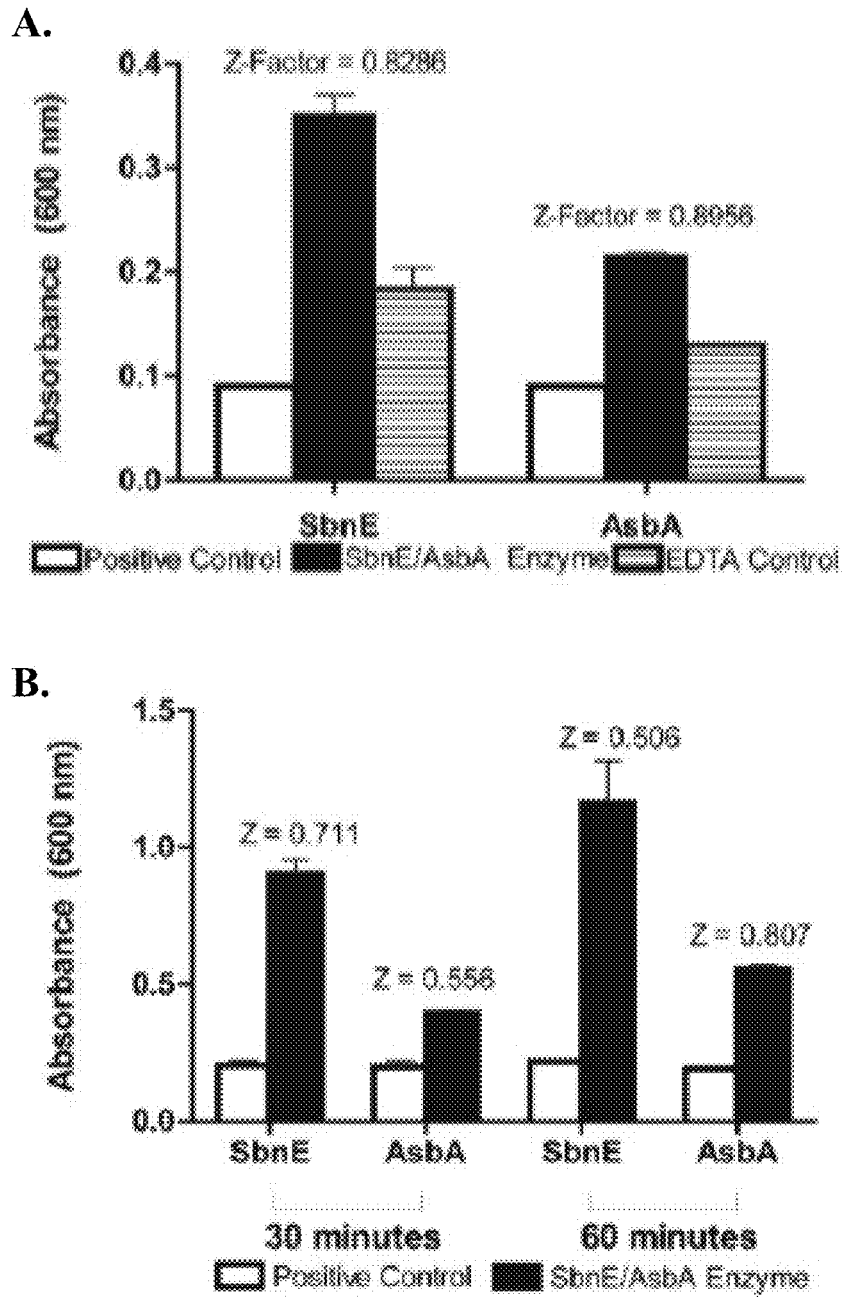 A.
Absorbance (600 nm)
0.4
0.3
0.2
0.1
0.0
Z-Factor = 0.8286
Z-Factor = 0.8956
SbnE AsbA
Positive Control SbnE/AsbA Enzyme EDTA Control
B.
Absorbance (600 nm)
1.5
1.0
0.5
0.0
Z = 0.711
Z = 0.556
Z = 0.506
Z = 0.807
SbnE AsbA SbnE AsbA
30 minutes 60 minutes
Positive Control SbnE/AsbA Enzyme